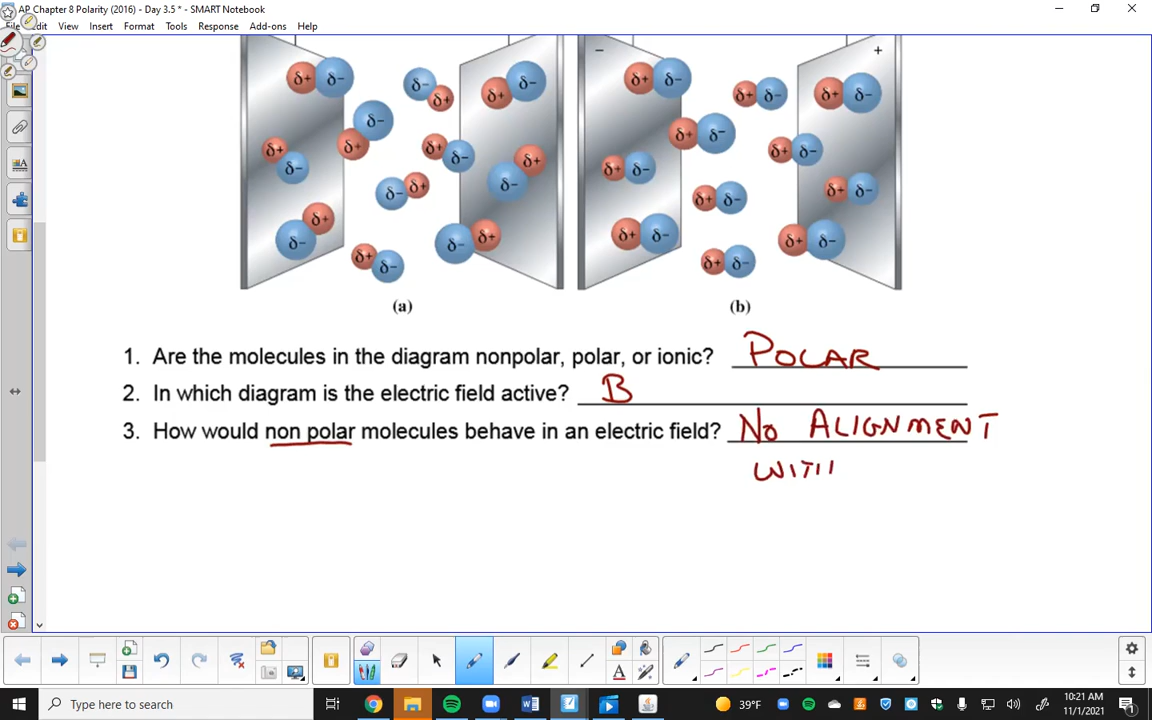 AP Chapter 8 Polarity (2016) - Day 3.5 * - SMART Notebook
File Edit View Insert Format Tools Response Add-ons Help
− +
δ+ δ− δ− δ+ δ+ δ− δ+ δ− δ+ δ− δ+ δ−
δ− δ+ δ+ δ− δ+ δ− δ+ δ−
δ+ δ− δ+ δ− δ− δ+ δ+ δ− δ+ δ−
δ− δ+ δ+ δ−
δ− δ+ δ− δ+ δ+ δ− δ+ δ−
δ+ δ− δ+ δ−
(a) (b)
1. Are the molecules in the diagram nonpolar, polar, or ionic? POLAR
2. In which diagram is the electric field active? B
3. How would non polar molecules behave in an electric field? NO ALIGNMENT
WITH
Type here to search
39°F
10:21 AM
11/1/2021
1